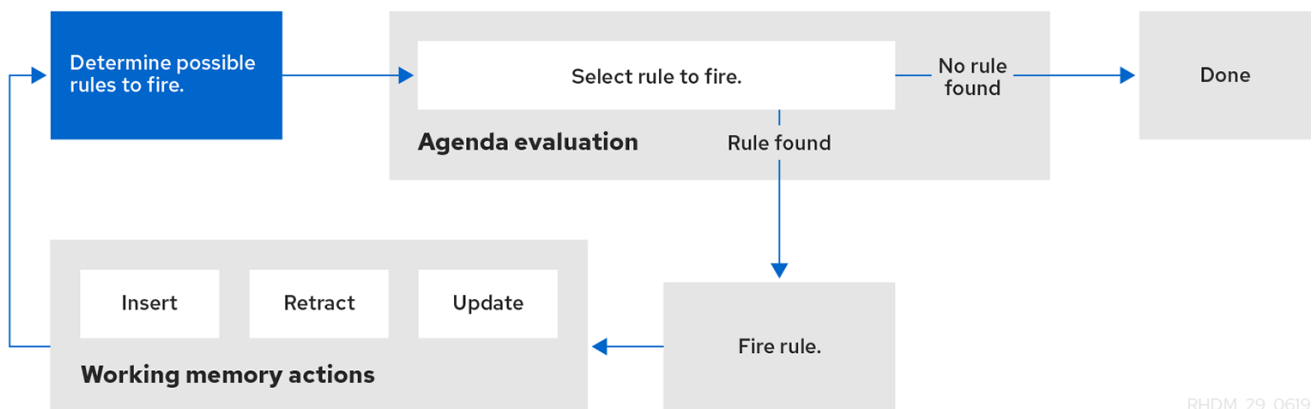 Determine possible
rules to fire.
Select rule to fire.
No rule
found
Done
Agenda evaluation
Rule found
Insert
Retract
Update
Working memory actions
Fire rule.
RHDM_29_0619